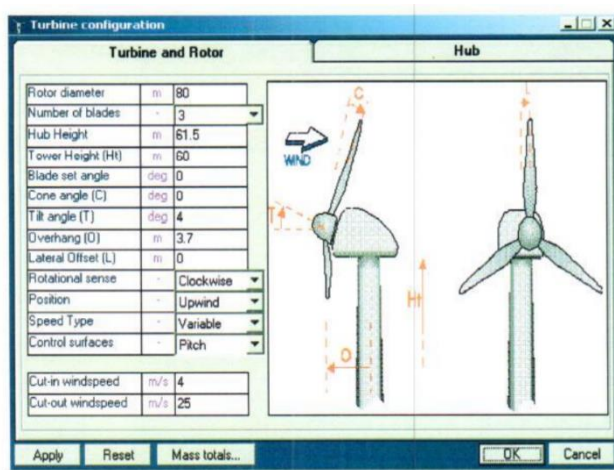 Turbine configuration
Turbine and Rotor Hub
Rotor diameter m 80
Number of blades - 3
Hub Height m 61.5
Tower Height (Ht) m 60
Blade set angle deg 0
Cone angle (C) deg 0
Tilt angle (T) deg 4
Overhang (O) m 3.7
Lateral Offset (L) m 0
Rotational sense - Clockwise
Position - Upwind
Speed Type - Variable
Control surfaces - Pitch
Cut-in windspeed m/s 4
Cut-out windspeed m/s 25
C
L
WIND
T
Ht
O
Apply Reset Mass totals... OK Cancel